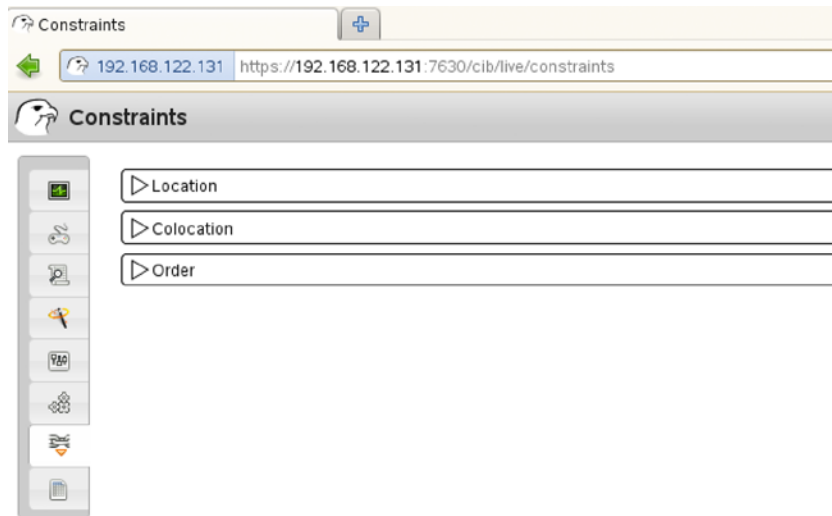 Constraints
192.168.122.131 https://192.168.122.131:7630/cib/live/constraints
Constraints
Location
Colocation
Order